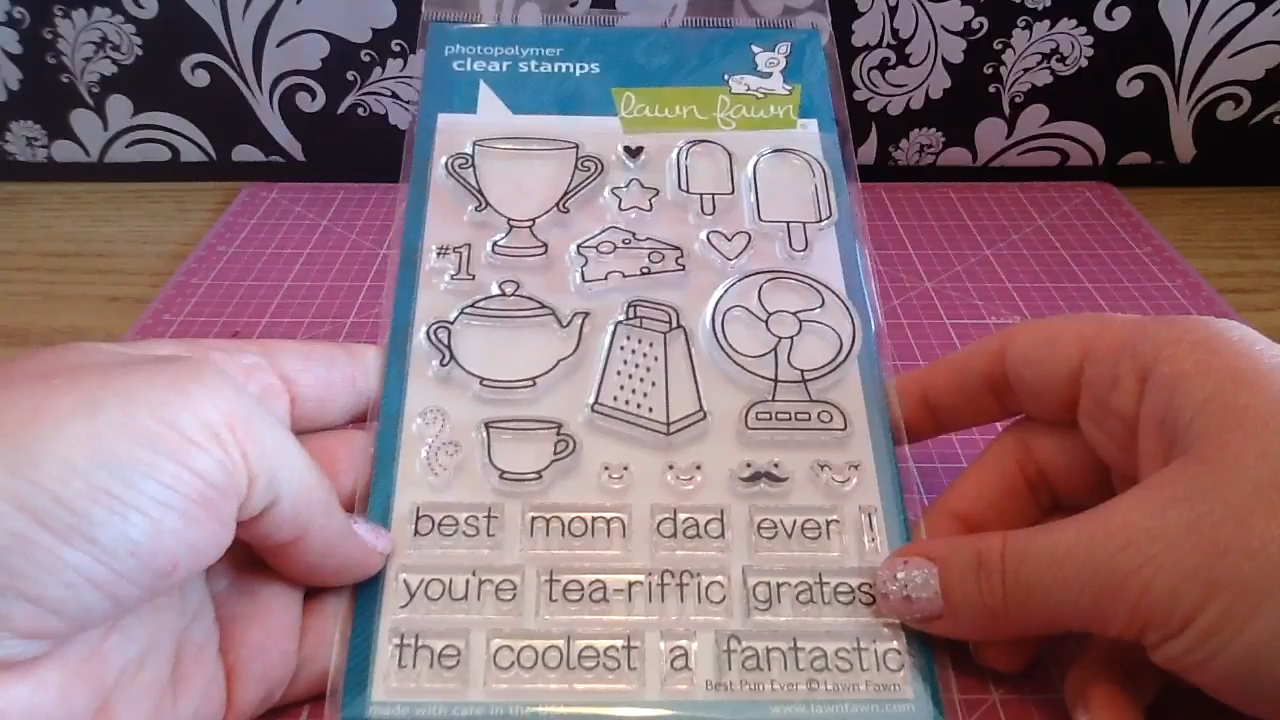 photopolymer
clear stamps
lawn fawn
#1
best mom dad ever !
you're tea-riffic grates
the coolest a fantastic
Best Pun Ever © Lawn Fawn
made with care in the USA
www.lawnfawn.com